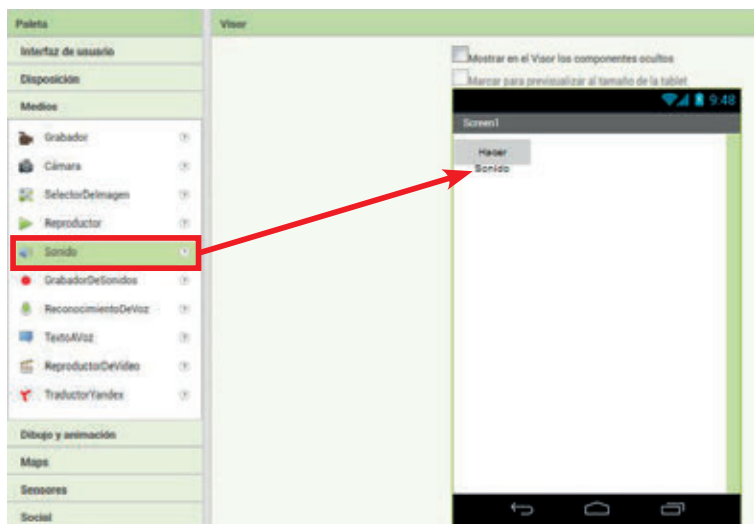 Paleta
Interfaz de usuario
Disposición
Medios
Grabador
Cámara
SelectorDeImagen
Reproductor
Sonido
GrabadorDeSonidos
ReconocimientoDeVoz
TextoAVoz
ReproductorDeVídeo
TraductorYandex
Dibujo y animación
Maps
Sensores
Social
Visor
Mostrar en el Visor los componentes ocultos
Marcar para previsualizar al tamaño de la tablet
9:48
Screen1
Hacer
Sonido